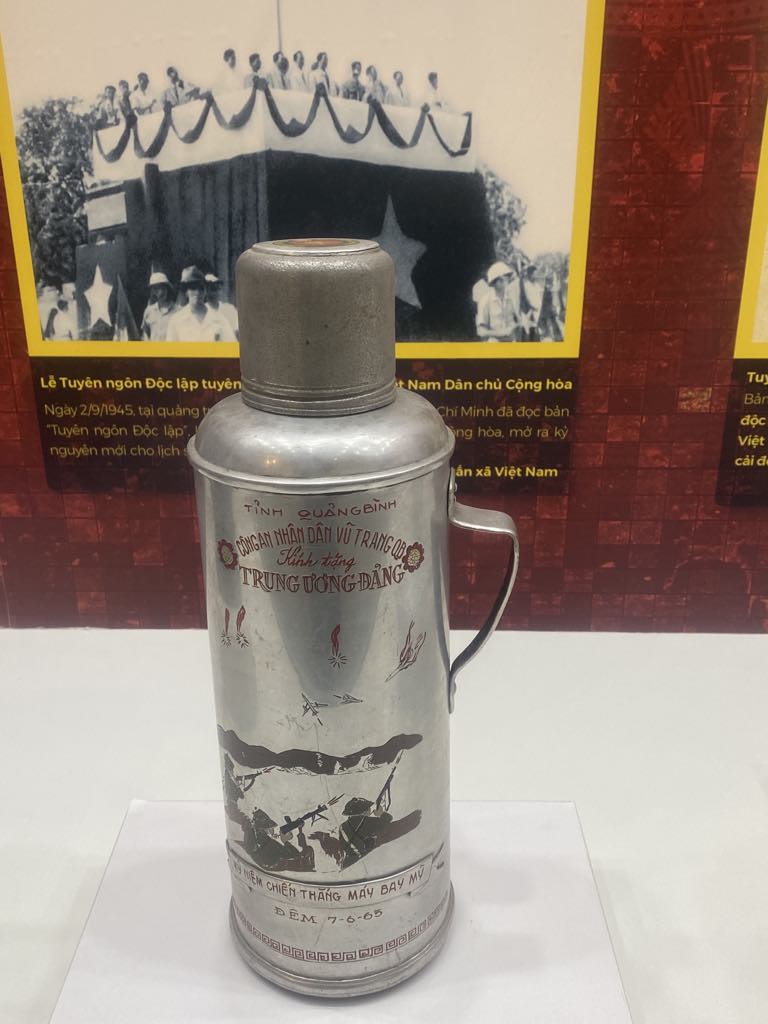 Lễ Tuyên ngôn Độc lập tuyên
ệt Nam Dân chủ Cộng hòa
Ngày 2/9/1945, tại quảng
Chí Minh đã đọc bản
"Tuyên ngôn Độc lập",
ộng hòa, mở ra kỷ
nguyên mới cho lịch
ấn xã Việt Nam
Tuy
Bản
độc
Việt
cải
TỈNH QUẢNG BÌNH
CÔNG AN NHÂN DÂN VŨ TRANG QB
Kính tặng
TRUNG ƯƠNG ĐẢNG
KỶ NIỆM CHIẾN THẮNG MÁY BAY MỸ
ĐÊM 7-6-65